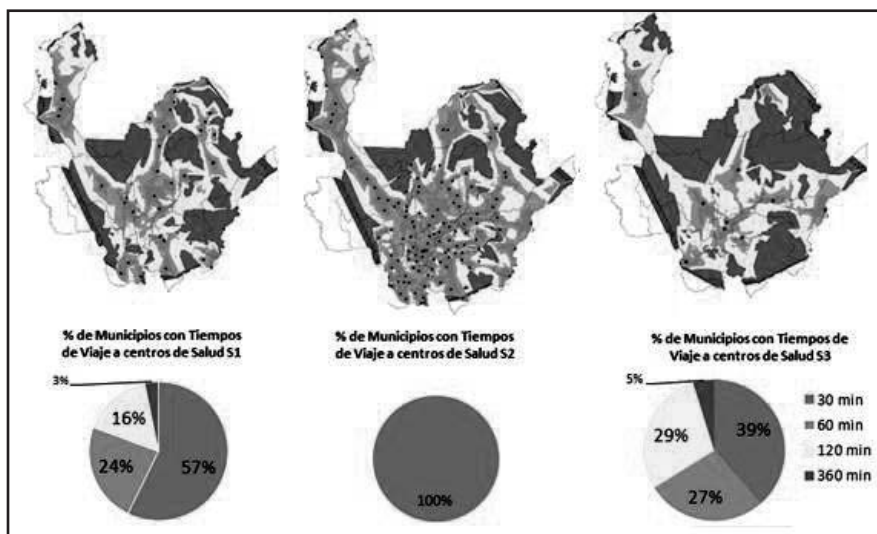 % de Municipios con Tiempos
de Viaje a centros de Salud S1
3%
16%
24%
57%
% de Municipios con Tiempos
de Viaje a centros de Salud S2
100%
% de Municipios con Tiempos de
Viaje a centros de Salud S3
5%
29%
39%
27%
30 min
60 min
120 min
360 min